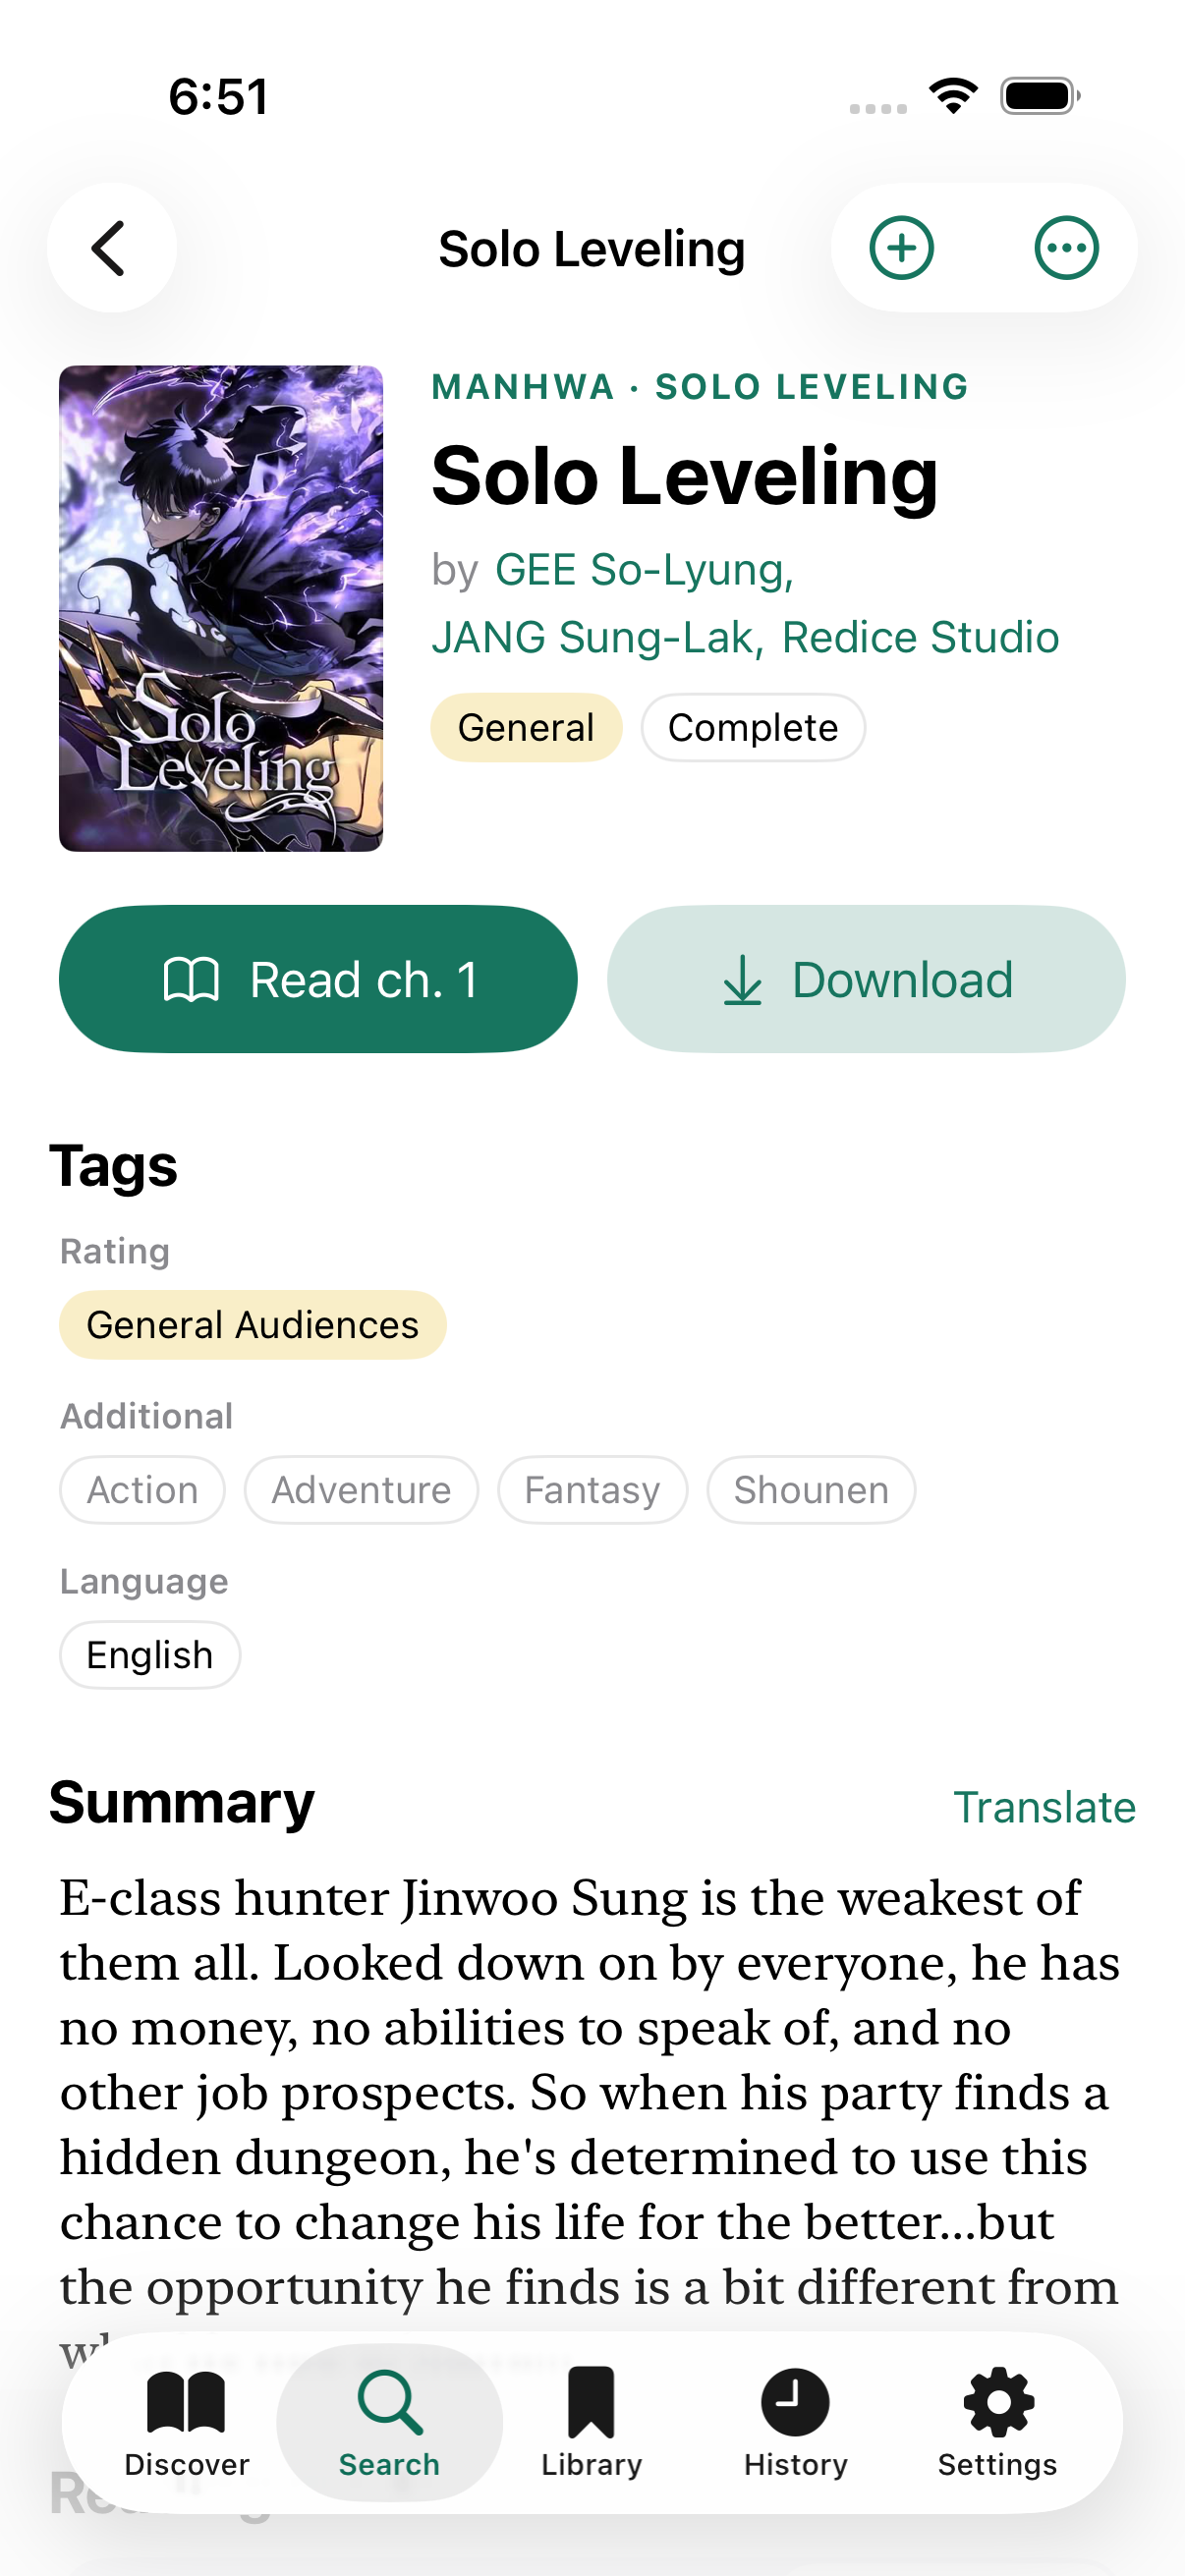 6:51
Solo Leveling
MANHWA · SOLO LEVELING
Solo Leveling
by GEE So-Lyung,
JANG Sung-Lak, Redice Studio
General Complete
Solo
Leveling
Read ch. 1 Download
Tags
Rating
General Audiences
Additional
Action Adventure Fantasy Shounen
Language
English
Summary Translate
E-class hunter Jinwoo Sung is the weakest of
them all. Looked down on by everyone, he has
no money, no abilities to speak of, and no
other job prospects. So when his party finds a
hidden dungeon, he's determined to use this
chance to change his life for the better...but
the opportunity he finds is a bit different from
Discover Search Library History Settings